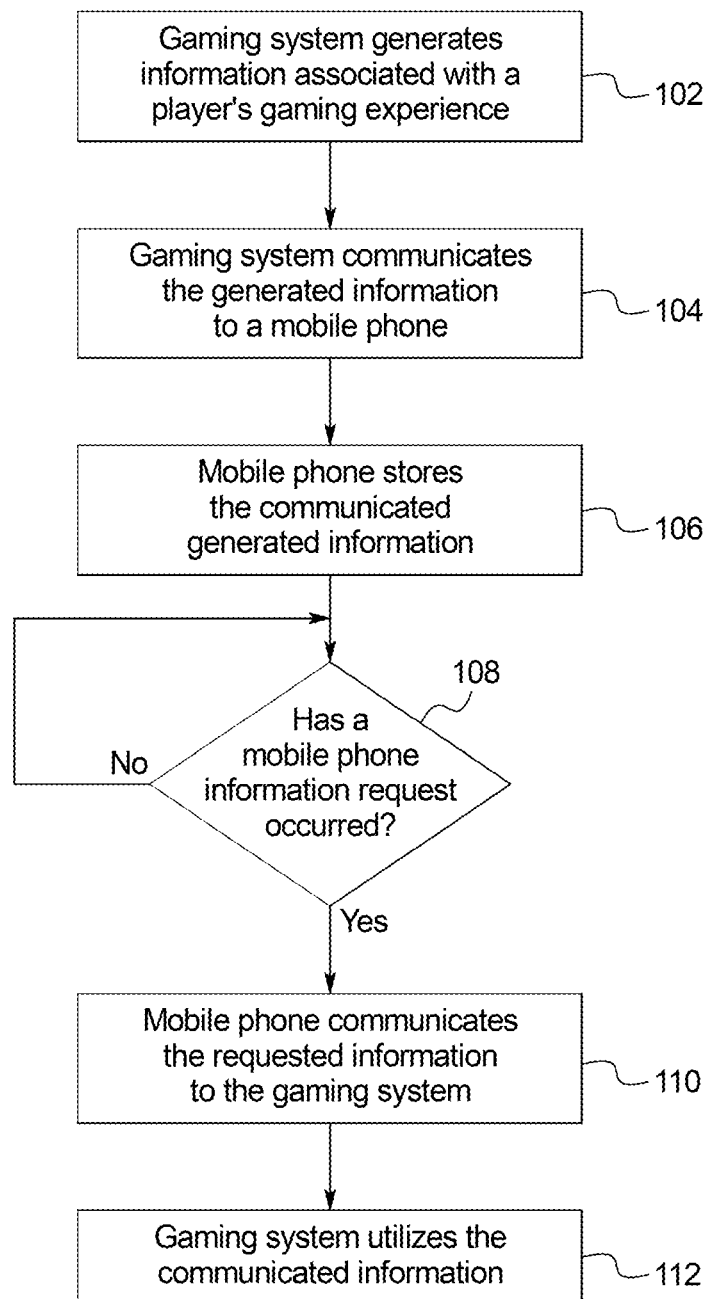 Gaming system generates
information associated with a
player's gaming experience
102
Gaming system communicates
the generated information
to a mobile phone
104
Mobile phone stores
the communicated
generated information
106
108
Has a
mobile phone
information request
occurred?
No
Yes
Mobile phone communicates
the requested information
to the gaming system
110
Gaming system utilizes the
communicated information
112